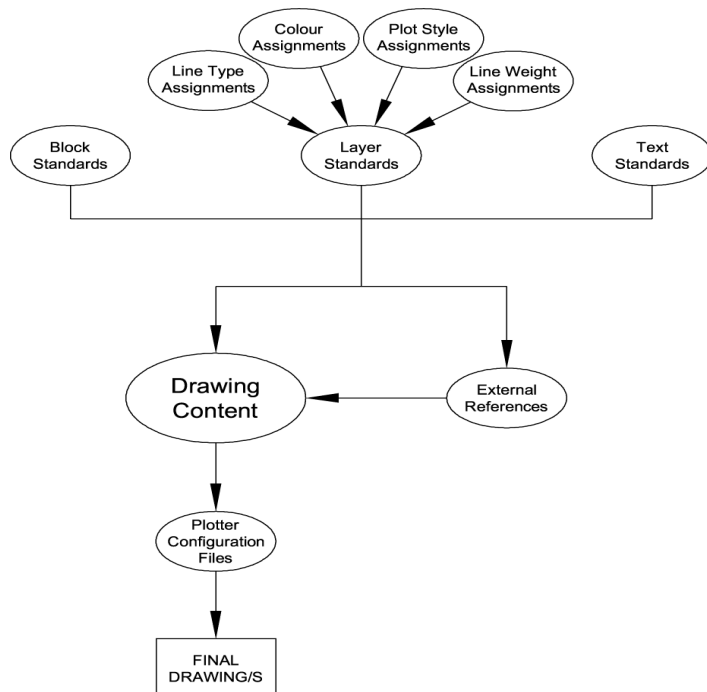 Colour
Assignments
Plot Style
Assignments
Line Type
Assignments
Line Weight
Assignments
Block
Standards
Layer
Standards
Text
Standards
Drawing
Content
External
References
Plotter
Configuration
Files
FINAL
DRAWING/S